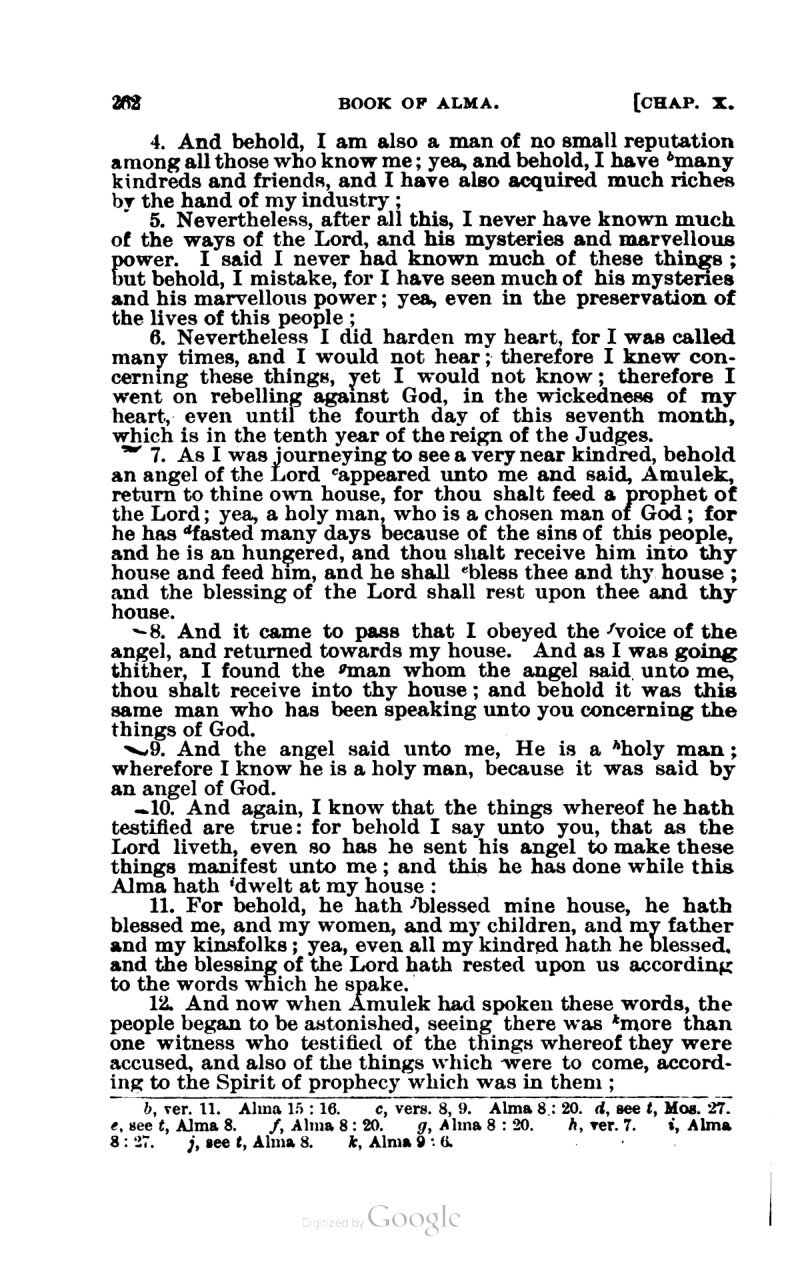 262 BOOK OF ALMA. [CHAP. X.
4. And behold, I am also a man of no small reputation
among all those who know me; yea, and behold, I have bmany
kindreds and friends, and I have also acquired much riches
by the hand of my industry;
5. Nevertheless, after all this, I never have known much
of the ways of the Lord, and his mysteries and marvellous
power. I said I never had known much of these things;
but behold, I mistake, for I have seen much of his mysteries
and his marvellous power; yea, even in the preservation of
the lives of this people;
6. Nevertheless I did harden my heart, for I was called
many times, and I would not hear; therefore I knew con-
cerning these things, yet I would not know; therefore I
went on rebelling against God, in the wickedness of my
heart, even until the fourth day of this seventh month,
which is in the tenth year of the reign of the Judges.
7. As I was journeying to see a very near kindred, behold
an angel of the Lord cappeared unto me and said, Amulek,
return to thine own house, for thou shalt feed a prophet of
the Lord; yea, a holy man, who is a chosen man of God; for
he has dfasted many days because of the sins of this people,
and he is an hungered, and thou shalt receive him into thy
house and feed him, and he shall ebless thee and thy house;
and the blessing of the Lord shall rest upon thee and thy
house.
8. And it came to pass that I obeyed the fvoice of the
angel, and returned towards my house. And as I was going
thither, I found the gman whom the angel said unto me,
thou shalt receive into thy house; and behold it was this
same man who has been speaking unto you concerning the
things of God.
9. And the angel said unto me, He is a hholy man;
wherefore I know he is a holy man, because it was said by
an angel of God.
10. And again, I know that the things whereof he hath
testified are true: for behold I say unto you, that as the
Lord liveth, even so has he sent his angel to make these
things manifest unto me; and this he has done while this
Alma hath idwelt at my house:
11. For behold, he hath jblessed mine house, he hath
blessed me, and my women, and my children, and my father
and my kinsfolks; yea, even all my kindred hath he blessed,
and the blessing of the Lord hath rested upon us according
to the words which he spake.
12. And now when Amulek had spoken these words, the
people began to be astonished, seeing there was kmore than
one witness who testified of the things whereof they were
accused, and also of the things which were to come, accord-
ing to the Spirit of prophecy which was in them;
b, ver. 11. Alma 15 : 16. c, vers. 8, 9. Alma 8 : 20. d, see t, Mos. 27.
e, see t, Alma 8. f, Alma 8 : 20. g, Alma 8 : 20. h, ver. 7. i, Alma
8 : 27. j, see t, Alma 8. k, Alma 9 : 6.
Digitized by Google